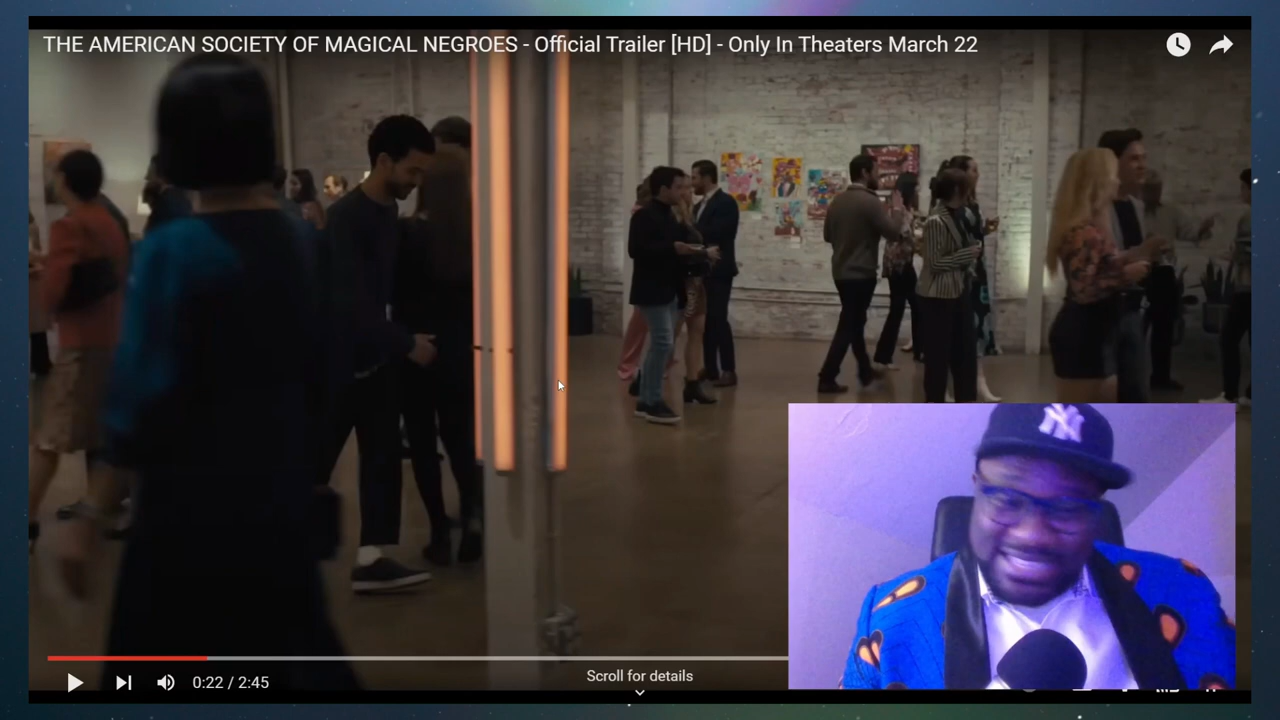 THE AMERICAN SOCIETY OF MAGICAL NEGROES - Official Trailer [HD] - Only In Theaters March 22
NY
0:22 / 2:45
Scroll for details